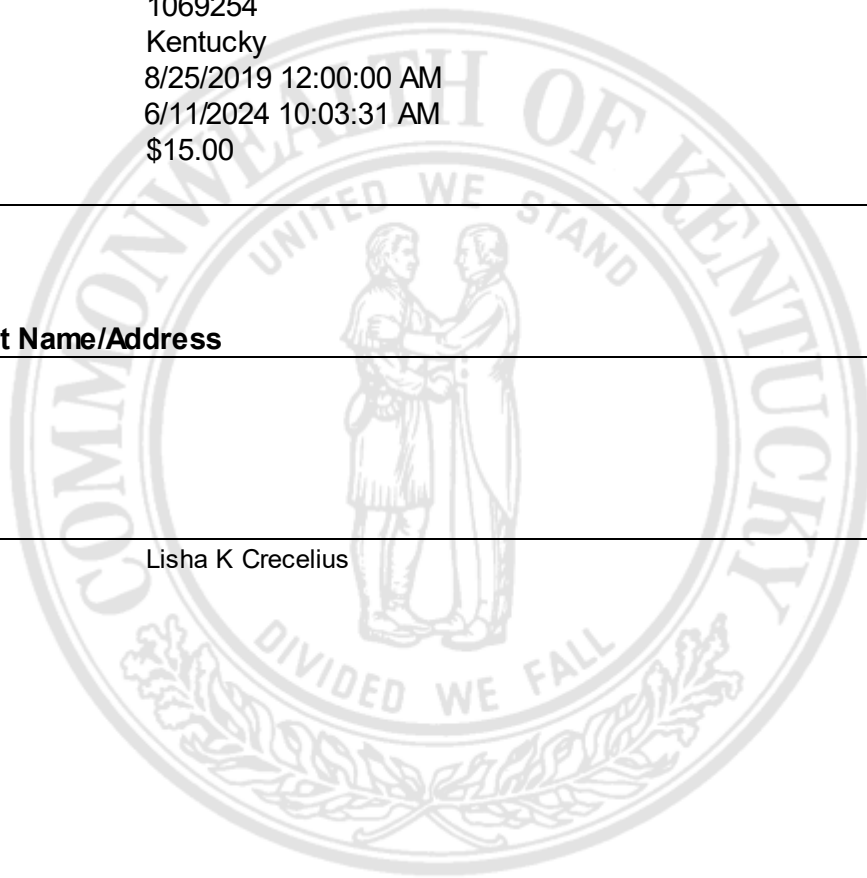 1069254
Kentucky
8/25/2019 12:00:00 AM
6/11/2024 10:03:31 AM
$15.00
t Name/Address
Lisha K Crecelius
COMMONWEALTH OF KENTUCKY
UNITED WE STAND
DIVIDED WE FALL